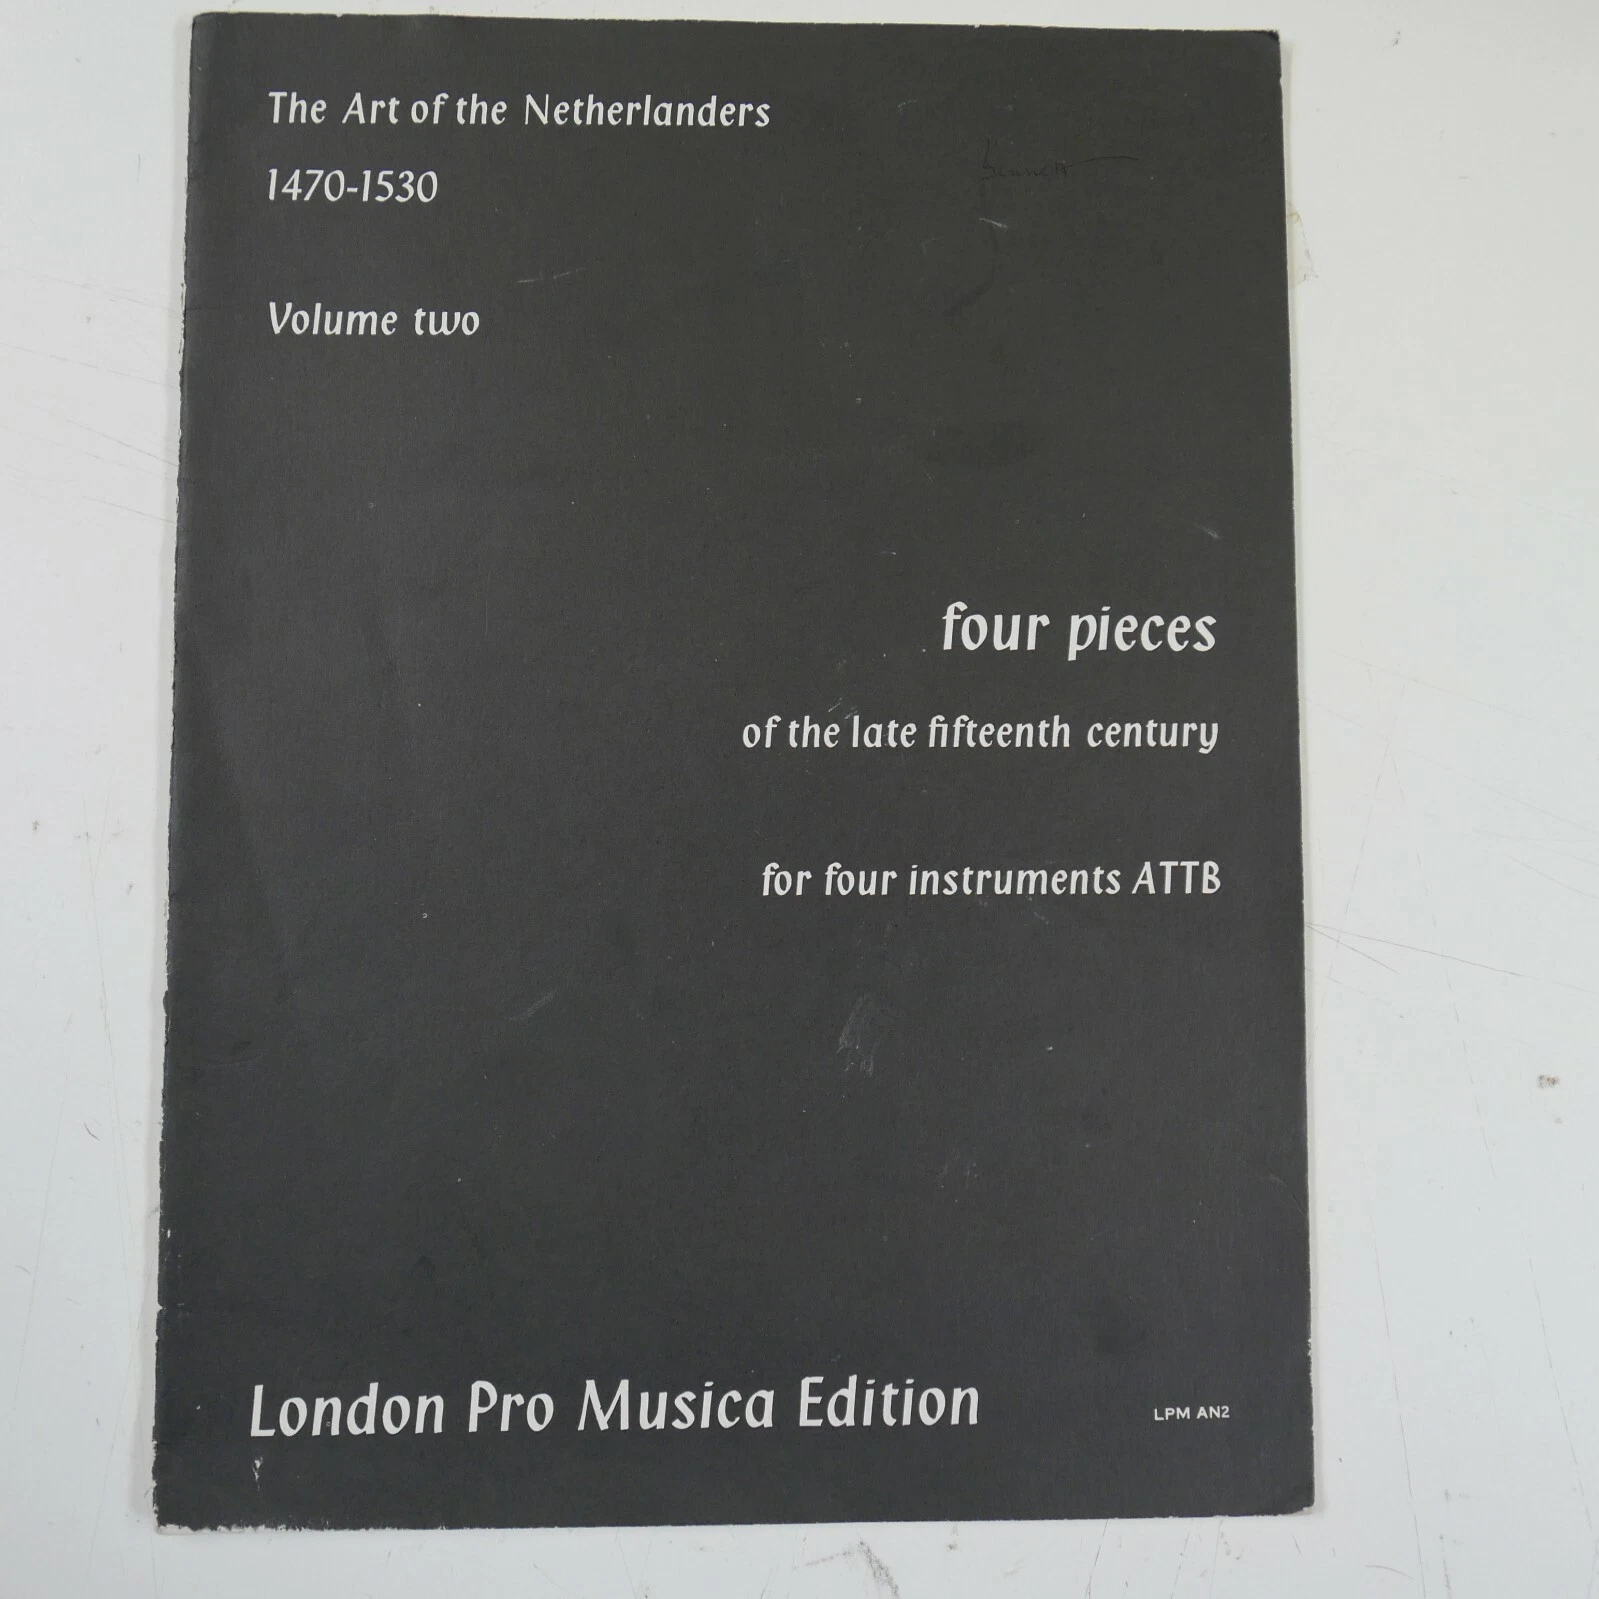 The Art of the Netherlanders
1470-1530
Volume two
four pieces
of the late fifteenth century
for four instruments ATTB
London Pro Musica Edition
LPM AN2